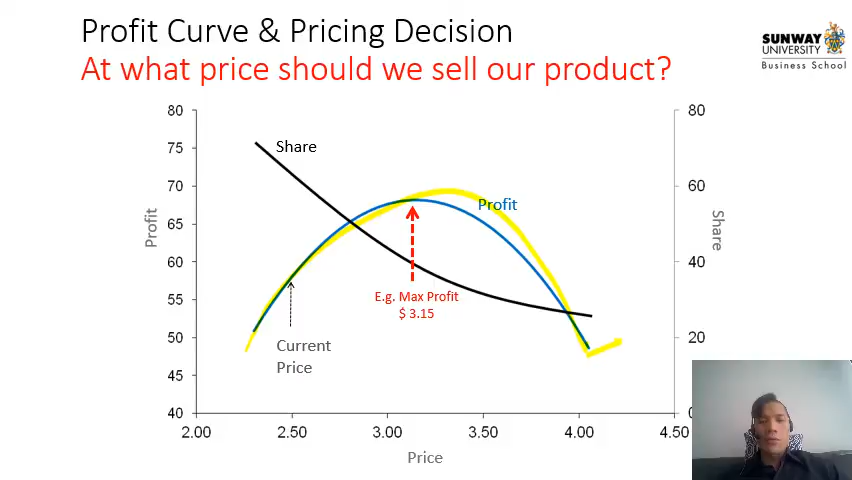 Profit Curve & Pricing Decision
At what price should we sell our product?
SUNWAY
UNIVERSITY
Business School
80
75
70
65
60
55
50
45
40
Profit
80
60
40
20
Share
Share
Profit
E.g. Max Profit
$ 3.15
Current
Price
2.00 2.50 3.00 3.50 4.00 4.50
Price